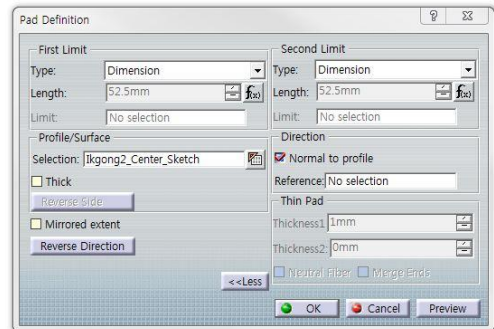 Pad Definition
First Limit
Type: Dimension
Length: 52.5mm f(x)
Limit: No selection
Second Limit
Type: Dimension
Length: 52.5mm f(x)
Limit: No selection
Profile/Surface
Selection: Ikgong2_Center_Sketch
Thick
Reverse Side
Mirrored extent
Reverse Direction
<<Less
Direction
Normal to profile
Reference: No selection
Thin Pad
Thickness1 1mm
Thickness2: 0mm
Neutral Fiber Merge Ends
OK Cancel Preview